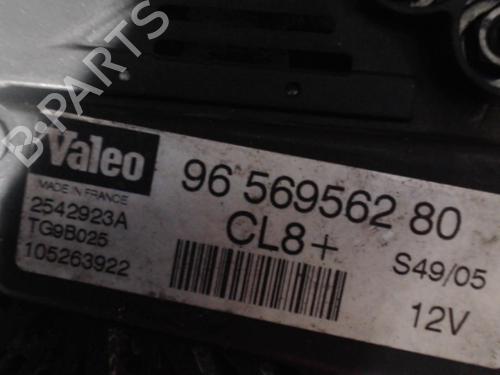 B-PARTS
Valeo
MADE IN FRANCE
2542923A
TG9B025
105263922
96 569562 80
CL8+
S49/05
12V